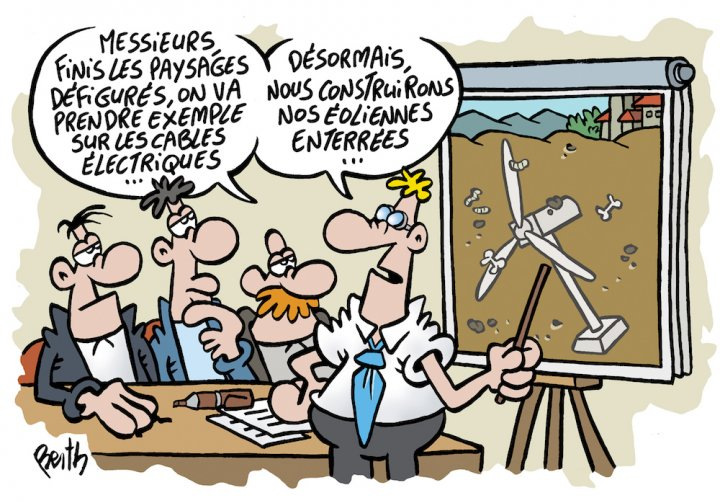 MESSIEURS,
FINIS LES PAYSAGES
DÉFIGURÉS, ON VA
PRENDRE EXEMPLE
SUR LES CABLES
ÉLECTRIQUES
...
DÉSORMAIS,
NOUS CONSTRUIRONS
NOS ÉOLIENNES
ENTERRÉES
...
Berth